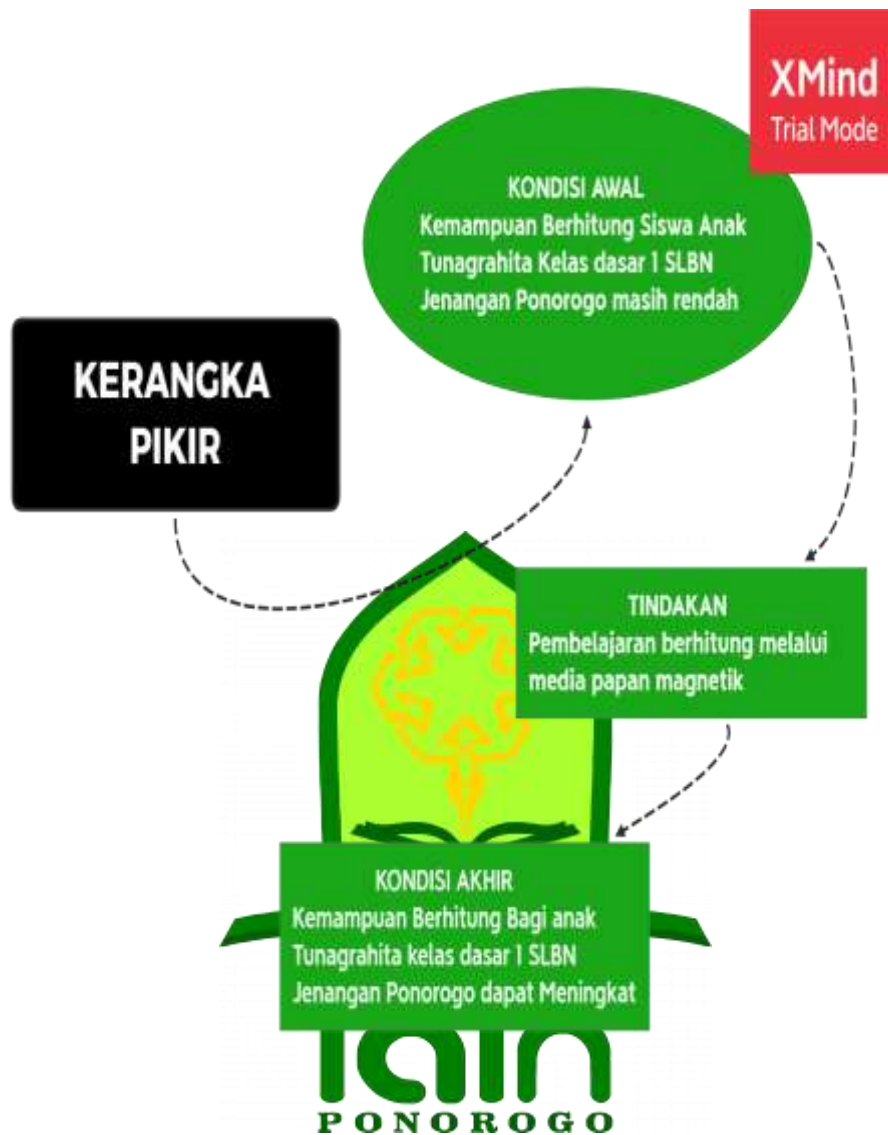 XMind
Trial Mode
KONDISI AWAL
Kemampuan Berhitung Siswa Anak
Tunagrahita Kelas dasar 1 SLBN
Jenangan Ponorogo masih rendah
KERANGKA
PIKIR
TINDAKAN
Pembelajaran berhitung melalui
media papan magnetik
KONDISI AKHIR
Kemampuan Berhitung Bagi anak
Tunagrahita kelas dasar 1 SLBN
Jenangan Ponorogo dapat Meningkat
iain
PONOROGO